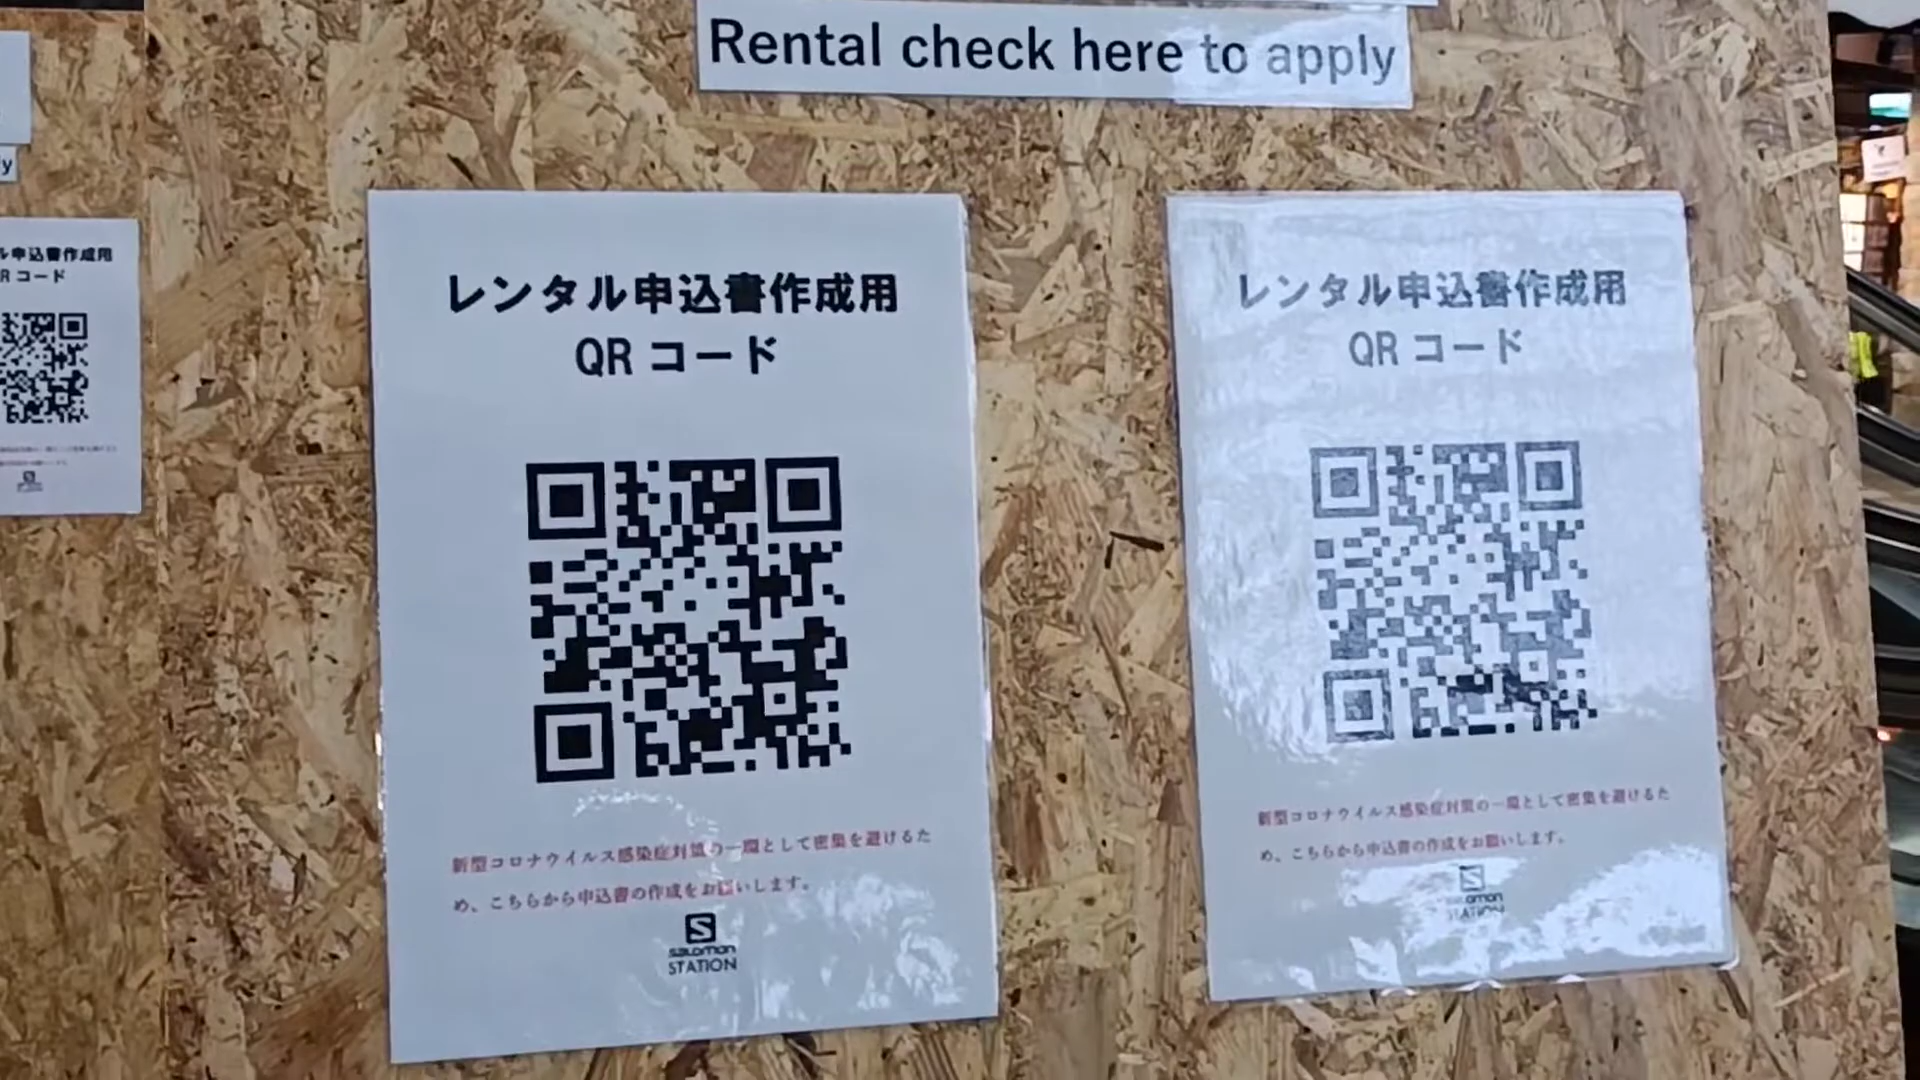 Rental check here to apply
ly
ル申込書作成用
Rコード
レンタル申込書作成用
QRコード
新型コロナウイルス感染症対策の一環として密集を避けるた
め、こちらから申込書の作成をお願いします。
salomon
STATION
レンタル申込書作成用
QRコード
新型コロナウイルス感染症対策の一環として密集を避けるた
め、こちらから申込書の作成をお願いします。
salomon
STATION